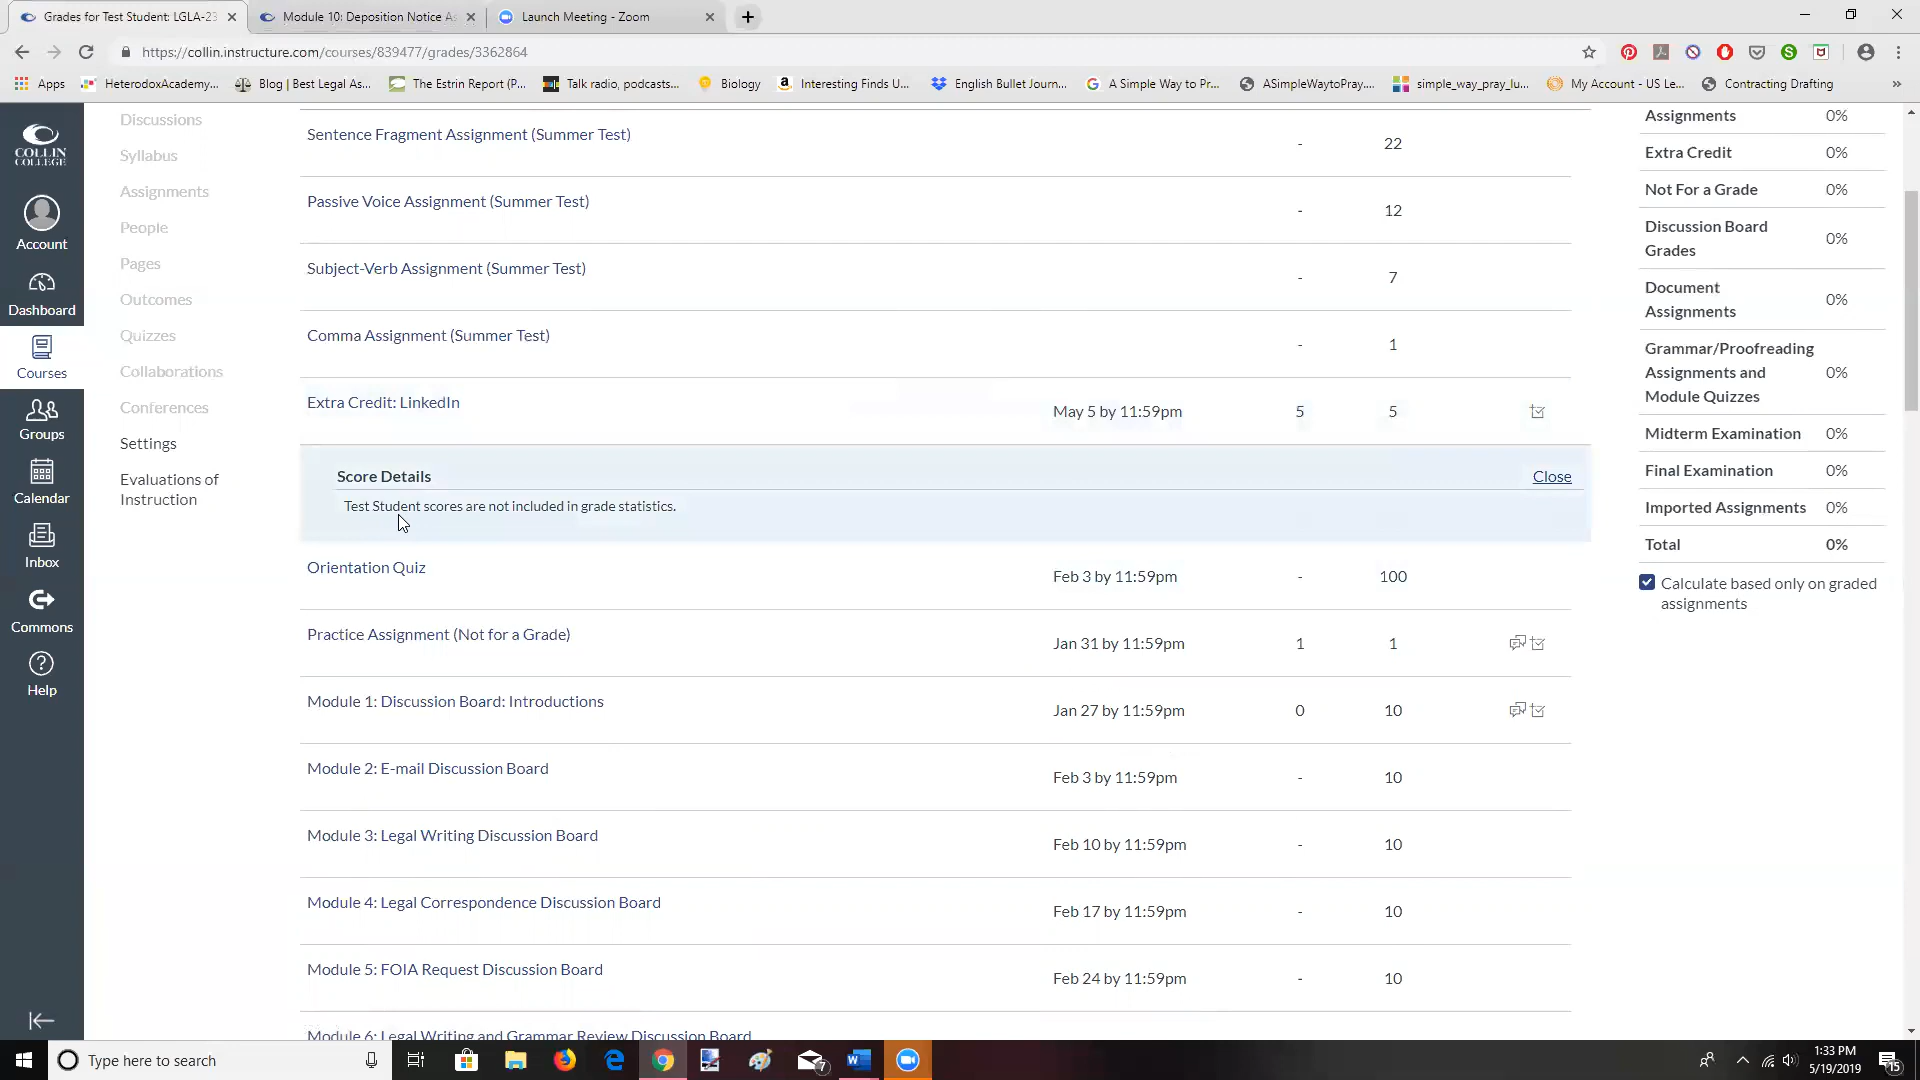 Grades for Test Student: LGLA-23
Module 10: Deposition Notice As
Launch Meeting - Zoom
https://collin.instructure.com/courses/839477/grades/3362864
Apps
HeterodoxAcademy...
Blog | Best Legal As...
The Estrin Report (P...
Talk radio, podcasts...
Biology
Interesting Finds U...
English Bullet Journ...
A Simple Way to Pr...
ASimpleWaytoPray....
simple_way_pray_lu...
My Account - US Le...
Contracting Drafting
»
COLLIN
COLLEGE
Account
Dashboard
Courses
Groups
Calendar
Inbox
Commons
Help
Discussions
Syllabus
Assignments
People
Pages
Outcomes
Quizzes
Collaborations
Conferences
Settings
Evaluations of
Instruction
Sentence Fragment Assignment (Summer Test) - 22
Passive Voice Assignment (Summer Test) - 12
Subject-Verb Assignment (Summer Test) - 7
Comma Assignment (Summer Test) - 1
Extra Credit: LinkedIn May 5 by 11:59pm 5 5
Score Details Close
Test Student scores are not included in grade statistics.
Orientation Quiz Feb 3 by 11:59pm - 100
Practice Assignment (Not for a Grade) Jan 31 by 11:59pm 1 1
Module 1: Discussion Board: Introductions Jan 27 by 11:59pm 0 10
Module 2: E-mail Discussion Board Feb 3 by 11:59pm - 10
Module 3: Legal Writing Discussion Board Feb 10 by 11:59pm - 10
Module 4: Legal Correspondence Discussion Board Feb 17 by 11:59pm - 10
Module 5: FOIA Request Discussion Board Feb 24 by 11:59pm - 10
Module 6: Legal Writing and Grammar Review Discussion Board
Assignments 0%
Extra Credit 0%
Not For a Grade 0%
Discussion Board
Grades 0%
Document
Assignments 0%
Grammar/Proofreading
Assignments and 0%
Module Quizzes
Midterm Examination 0%
Final Examination 0%
Imported Assignments 0%
Total 0%
Calculate based only on graded
assignments
Type here to search
7
1:33 PM
5/19/2019
15